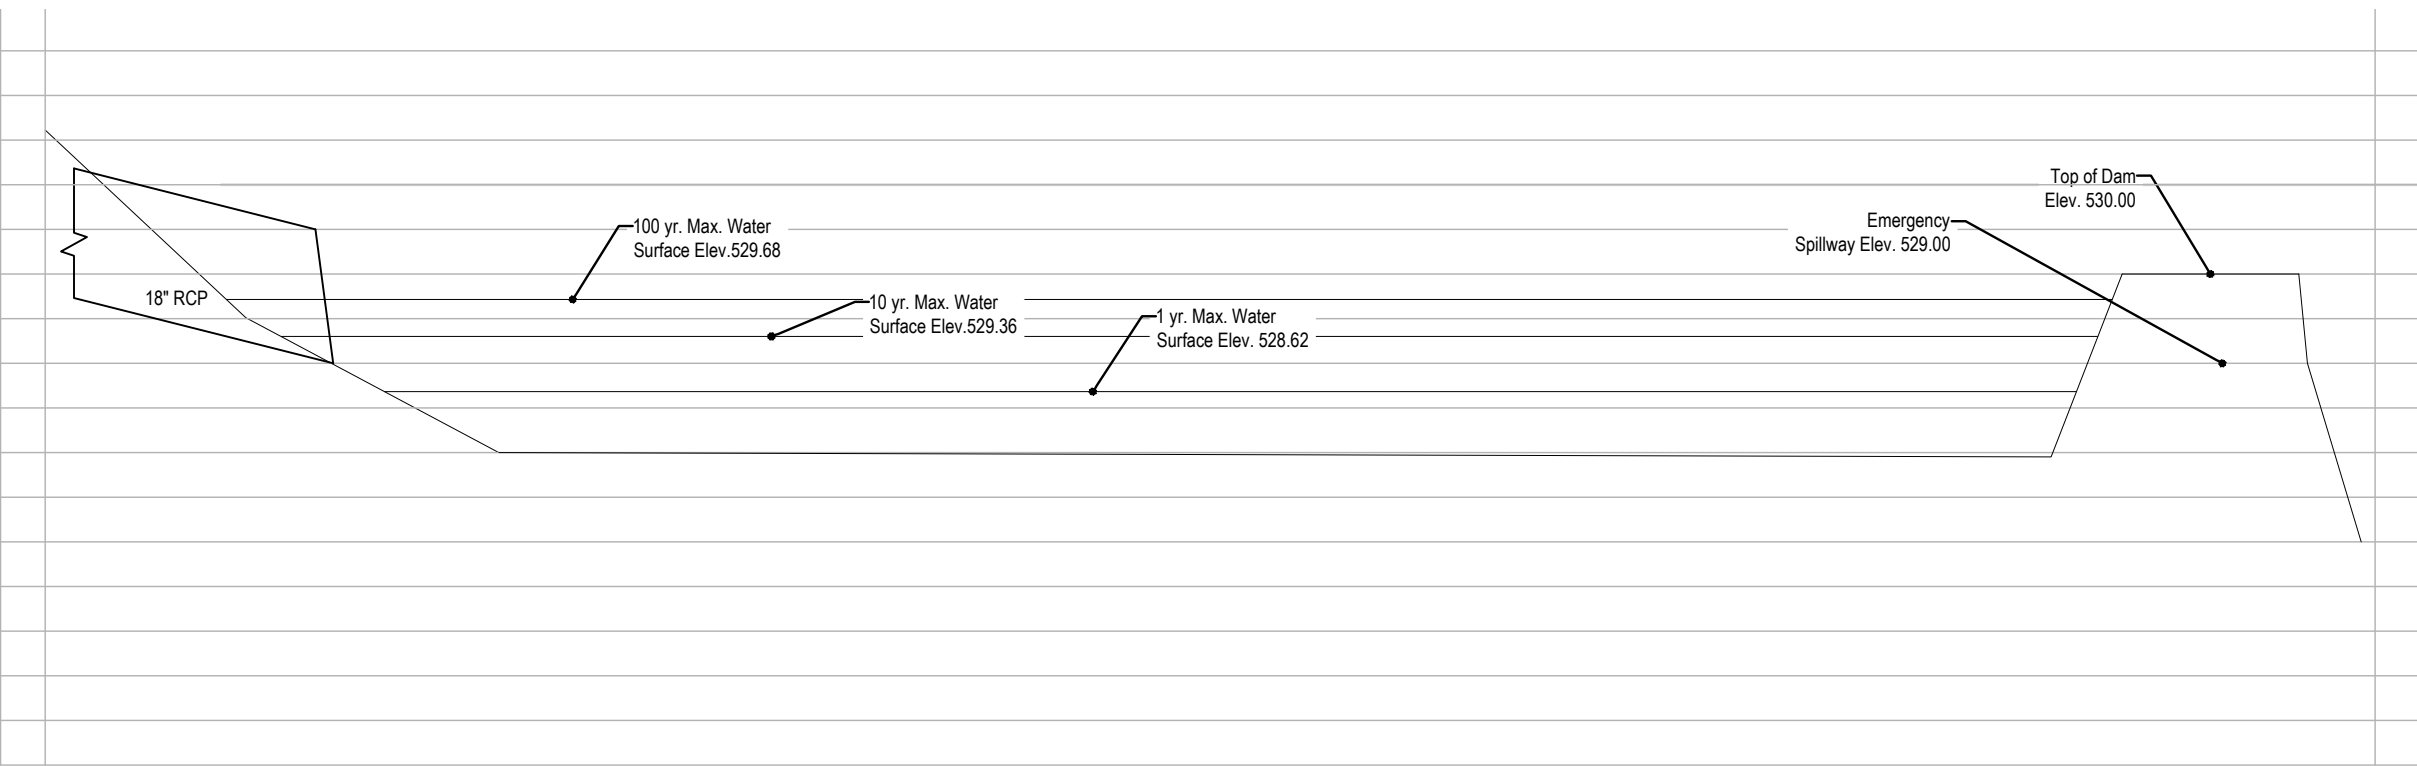 Top of Dam
Elev. 530.00
Emergency
Spillway Elev. 529.00
100 yr. Max. Water
Surface Elev.529.68
18" RCP
10 yr. Max. Water
Surface Elev.529.36
1 yr. Max. Water
Surface Elev. 528.62